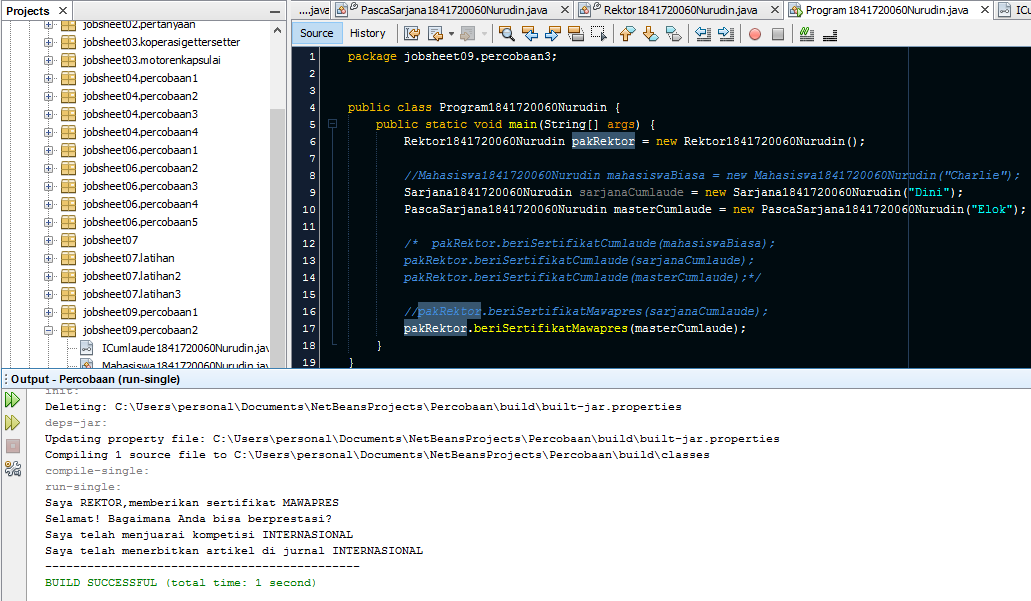 Projects
....java
PascaSarjana1841720060Nurudin.java
Rektor1841720060Nurudin.java
Program1841720060Nurudin.java
ICu
jobsheet02.pertanyaan
jobsheet03.koperasigettersetter
jobsheet03.motorenkapsulai
jobsheet04.percobaan1
jobsheet04.percobaan2
jobsheet04.percobaan3
jobsheet04.percobaan4
jobsheet06.percobaan1
jobsheet06.percobaan2
jobsheet06.percobaan3
jobsheet06.percobaan4
jobsheet06.percobaan5
jobsheet07
jobsheet07.latihan
jobsheet07.latihan2
jobsheet07.latihan3
jobsheet09.percobaan1
jobsheet09.percobaan2
ICumlaude1841720060Nurudin.jav
Mahasiswa1841720060Nurudin.jav
Source History
1 package jobsheet09.percobaan3;
2
3
4 public class Program1841720060Nurudin {
5 public static void main(String[] args) {
6 Rektor1841720060Nurudin pakRektor = new Rektor1841720060Nurudin();
7
8 //Mahasiswa1841720060Nurudin mahasiswaBiasa = new Mahasiswa1841720060Nurudin("Charlie");
9 Sarjana1841720060Nurudin sarjanaCumlaude = new Sarjana1841720060Nurudin("Dini");
10 PascaSarjana1841720060Nurudin masterCumlaude = new PascaSarjana1841720060Nurudin("Elok");
11
12 /* pakRektor.beriSertifikatCumlaude(mahasiswaBiasa);
13 pakRektor.beriSertifikatCumlaude(sarjanaCumlaude);
14 pakRektor.beriSertifikatCumlaude(masterCumlaude);*/
15
16 //pakRektor.beriSertifikatMawapres(sarjanaCumlaude);
17 pakRektor.beriSertifikatMawapres(masterCumlaude);
18 }
19 }
Output - Percobaan (run-single)
init:
Deleting: C:\Users\personal\Documents\NetBeansProjects\Percobaan\build\built-jar.properties
deps-jar:
Updating property file: C:\Users\personal\Documents\NetBeansProjects\Percobaan\build\built-jar.properties
Compiling 1 source file to C:\Users\personal\Documents\NetBeansProjects\Percobaan\build\classes
compile-single:
run-single:
Saya REKTOR,memberikan sertifikat MAWAPRES
Selamat! Bagaimana Anda bisa berprestasi?
Saya telah menjuarai kompetisi INTERNASIONAL
Saya telah menerbitkan artikel di jurnal INTERNASIONAL
---------------------------------------------
BUILD SUCCESSFUL (total time: 1 second)